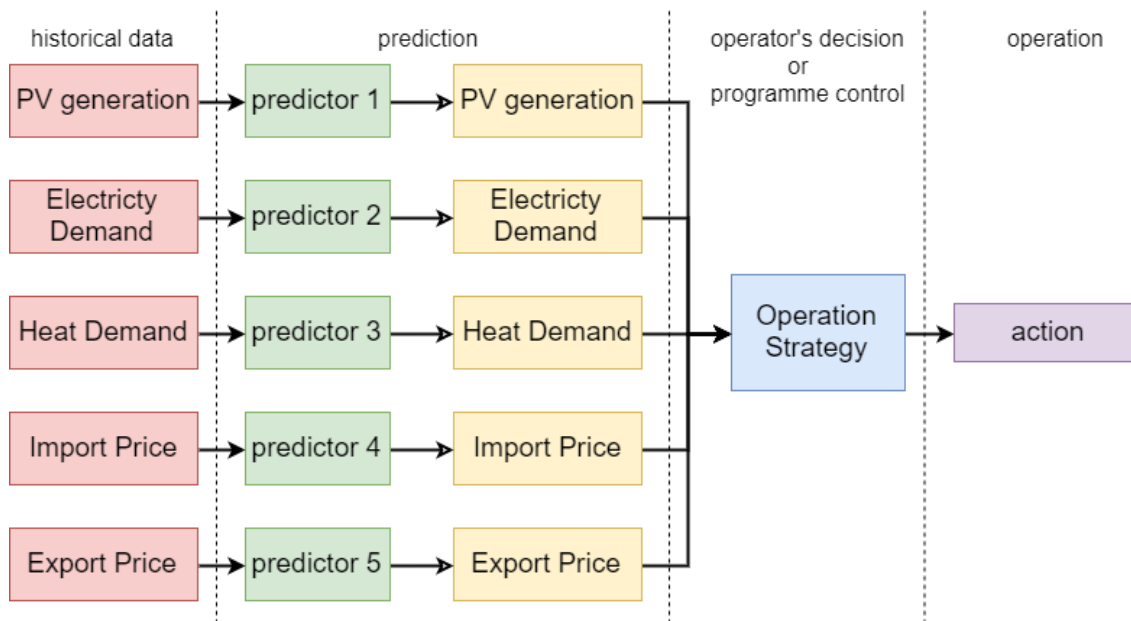 historical data
prediction
operator's decision
or
programme control
operation
PV generation
predictor 1
PV generation
Electricty
Demand
predictor 2
Electricty
Demand
Heat Demand
predictor 3
Heat Demand
Operation
Strategy
action
Import Price
predictor 4
Import Price
Export Price
predictor 5
Export Price